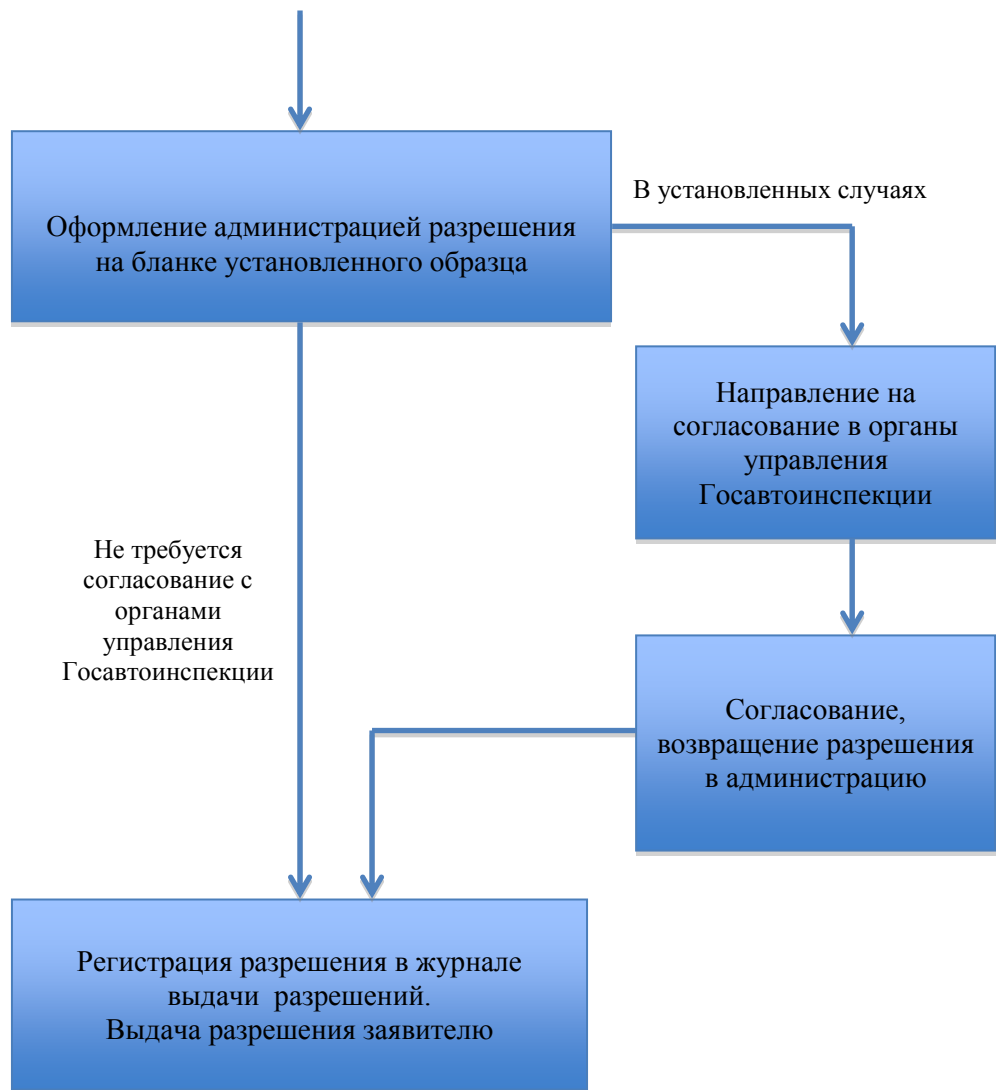 Оформление администрацией разрешения
на бланке установленного образца
В установленных случаях
Направление на
согласование в органы
управления
Госавтоинспекции
Не требуется
согласование с
органами
управления
Госавтоинспекции
Согласование,
возвращение разрешения
в администрацию
Регистрация разрешения в журнале
выдачи  разрешений.
Выдача разрешения заявителю